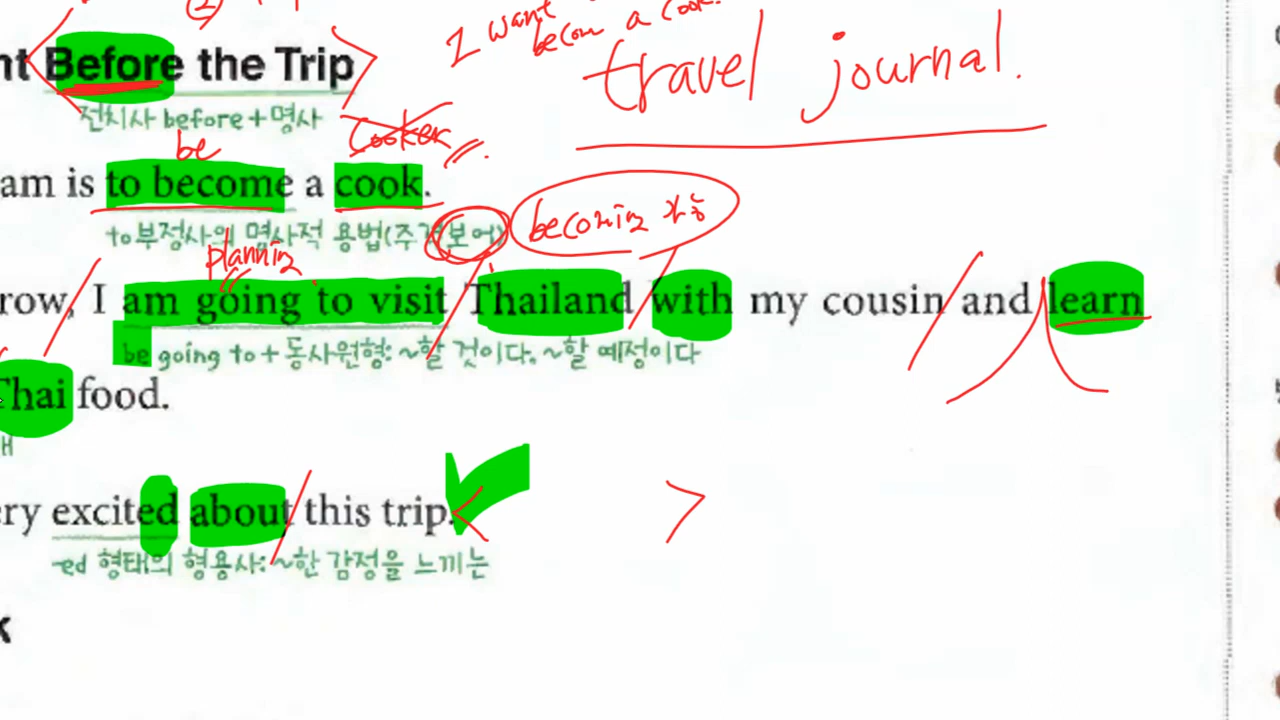 I want
become a cook.
travel journal.
nt Before the Trip
전치사 before+명사
be
Cooker
am is to become a cook.
to부정사의 명사적 용법(주격보어)
becoming 가능
planning
row, I am going to visit Thailand with my cousin and learn
be going to + 동사원형: ~할 것이다, ~할 예정이다
Thai food.
ery excited about this trip.
-ed 형태의 형용사: ~한 감정을 느끼는
k